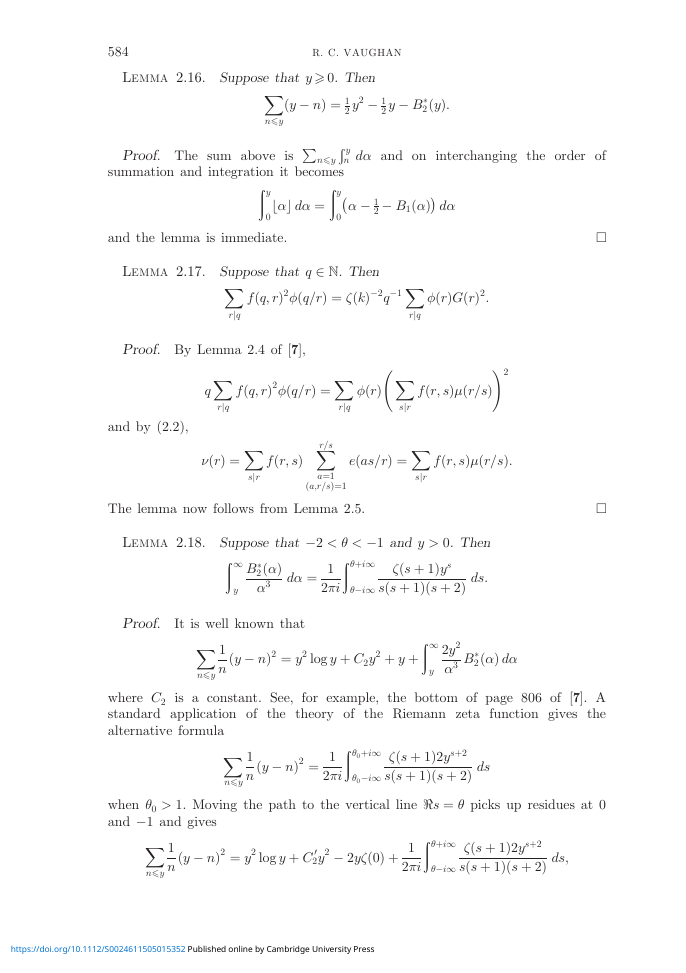 584 R. C. VAUGHAN
LEMMA 2.16. Suppose that y ⩾ 0. Then
∑_{n⩽y} (y − n) = ½y² − ½y − B₂*(y).
Proof. The sum above is ∑_{n⩽y} ∫_n^y dα and on interchanging the order of
summation and integration it becomes
∫_0^y ⌊α⌋ dα = ∫_0^y (α − ½ − B₁(α)) dα
and the lemma is immediate. □
LEMMA 2.17. Suppose that q ∈ ℕ. Then
∑_{r|q} f(q, r)²ϕ(q/r) = ζ(k)⁻²q⁻¹ ∑_{r|q} ϕ(r)G(r)².
Proof. By Lemma 2.4 of [7],
q ∑_{r|q} f(q, r)²ϕ(q/r) = ∑_{r|q} ϕ(r) ( ∑_{s|r} f(r, s)μ(r/s) )²
and by (2.2),
ν(r) = ∑_{s|r} f(r, s) ∑_{a=1, (a,r/s)=1}^{r/s} e(as/r) = ∑_{s|r} f(r, s)μ(r/s).
The lemma now follows from Lemma 2.5. □
LEMMA 2.18. Suppose that −2 < θ < −1 and y > 0. Then
∫_y^∞ B₂*(α)/α³ dα = 1/(2πi) ∫_{θ−i∞}^{θ+i∞} ζ(s + 1)y^s/(s(s + 1)(s + 2)) ds.
Proof. It is well known that
∑_{n⩽y} 1/n (y − n)² = y² log y + C₂y² + y + ∫_y^∞ 2y²/α³ B₂*(α) dα
where C₂ is a constant. See, for example, the bottom of page 806 of [7]. A
standard application of the theory of the Riemann zeta function gives the
alternative formula
∑_{n⩽y} 1/n (y − n)² = 1/(2πi) ∫_{θ₀−i∞}^{θ₀+i∞} ζ(s + 1)2y^{s+2}/(s(s + 1)(s + 2)) ds
when θ₀ > 1. Moving the path to the vertical line ℜs = θ picks up residues at 0
and −1 and gives
∑_{n⩽y} 1/n (y − n)² = y² log y + C₂′y² − 2yζ(0) + 1/(2πi) ∫_{θ−i∞}^{θ+i∞} ζ(s + 1)2y^{s+2}/(s(s + 1)(s + 2)) ds,
https://doi.org/10.1112/S0024611505015352 Published online by Cambridge University Press